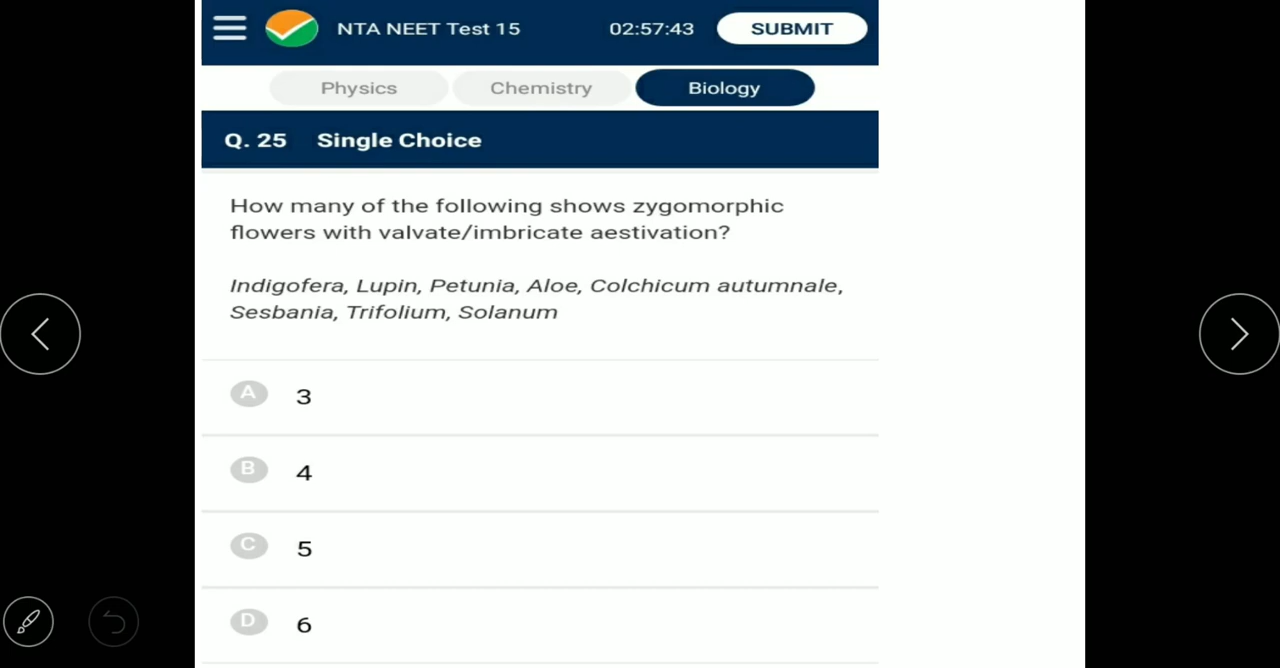 NTA NEET Test 15 02:57:43 SUBMIT
Physics Chemistry Biology
Q. 25 Single Choice
How many of the following shows zygomorphic
flowers with valvate/imbricate aestivation?
Indigofera, Lupin, Petunia, Aloe, Colchicum autumnale,
Sesbania, Trifolium, Solanum
A 3
B 4
C 5
D 6